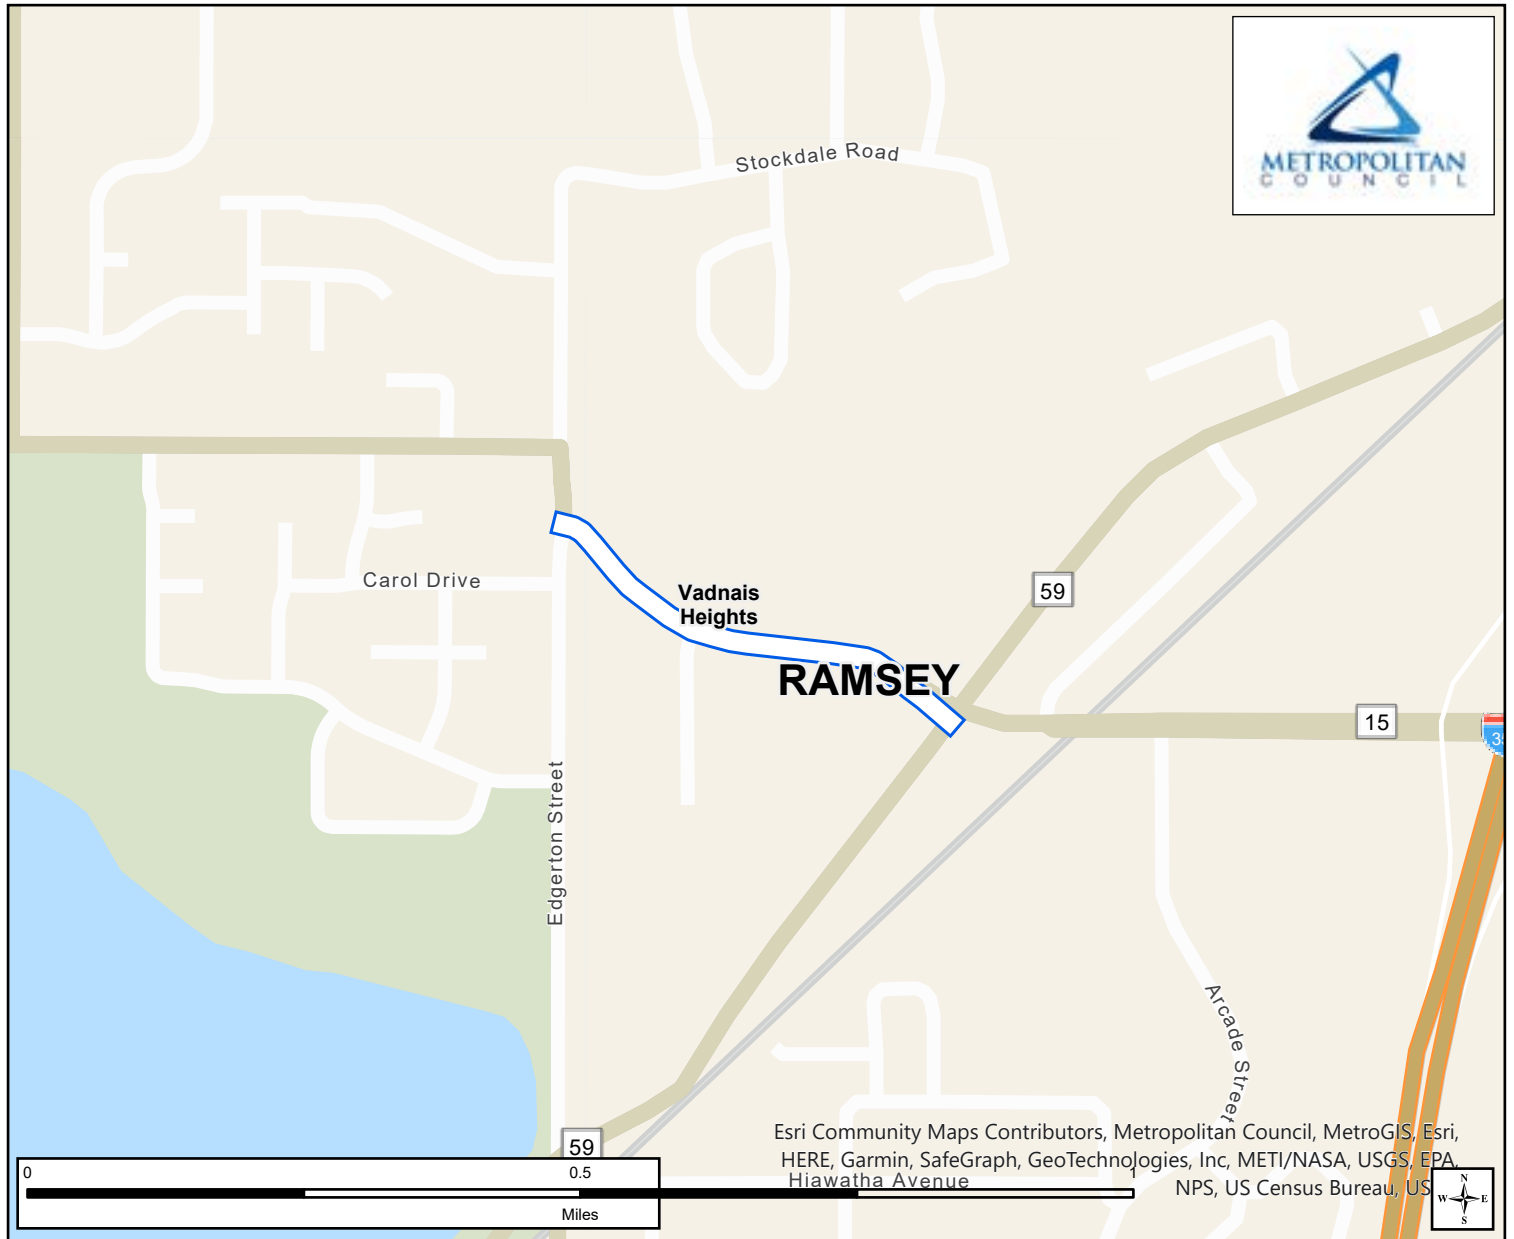 METROPOLITAN
COUNCIL
Stockdale Road
Carol Drive
Vadnais
Heights
59
RAMSEY
15
35
Edgerton Street
Arcade Street
59
Esri Community Maps Contributors, Metropolitan Council, MetroGIS, Esri,
HERE, Garmin, SafeGraph, GeoTechnologies, Inc, METI/NASA, USGS, EPA,
NPS, US Census Bureau, US
Hiawatha Avenue
0 0.5 1
Miles
N
W E
S